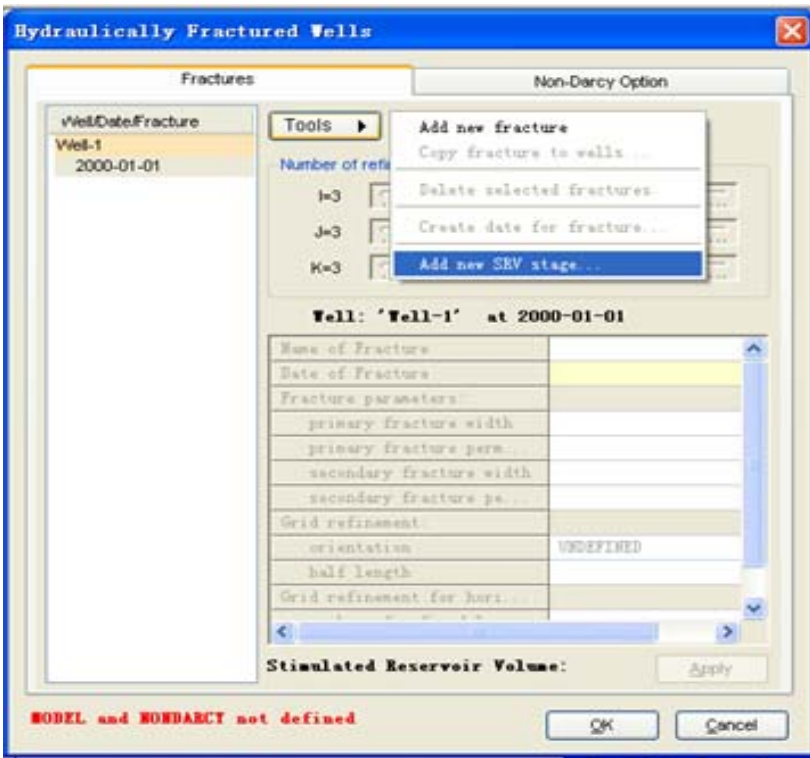 Hydraulically Fractured Wells
Fractures
Non-Darcy Option
Well/Date/Fracture
Well-1
2000-01-01
Tools
Add new fracture
Copy fracture to wells...
Delete selected fractures
Create date for fracture...
Add new SRV stage...
Number of refi
I=3
J=3
K=3
Well: 'Well-1' at 2000-01-01
Name of Fracture
Date of Fracture
Fracture parameters:
primary fracture width
primary fracture perm...
secondary fracture width
secondary fracture pe...
Grid refinement
orientation UNDEFINED
half length
Grid refinement for hori...
Stimulated Reservoir Volume:
Apply
MODEL and NONDARCY not defined
OK
Cancel